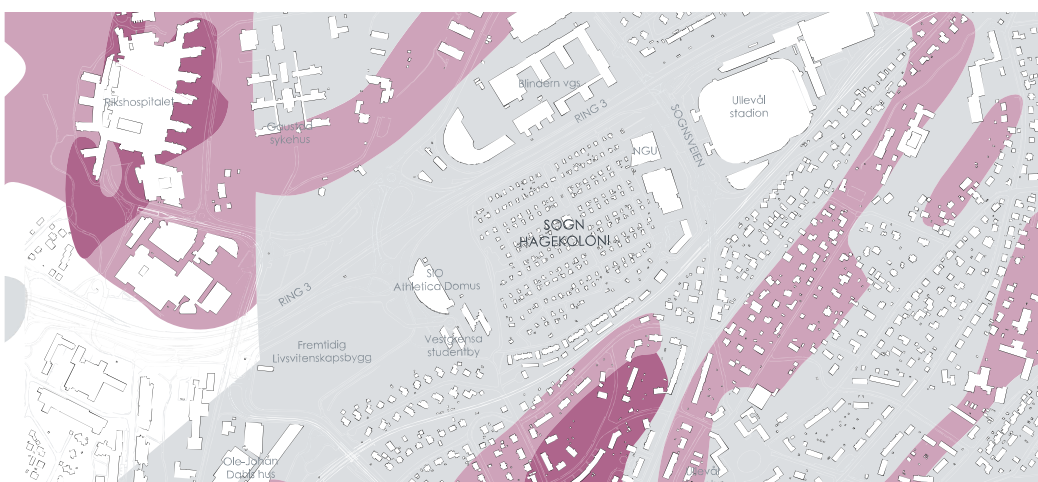 Rikshospitalet
Gaustad
sykehus
Blindern vgs
RING 3
SOGNSVEIEN
Ullevål
stadion
NGU
SOGN
HAGEKOLONI
SIO
Athletica Domus
RING 3
Vestgrensa
studentby
Fremtidig
Livsvitenskopsbygg
Ole-Johan
Dahls hus
Ullevål